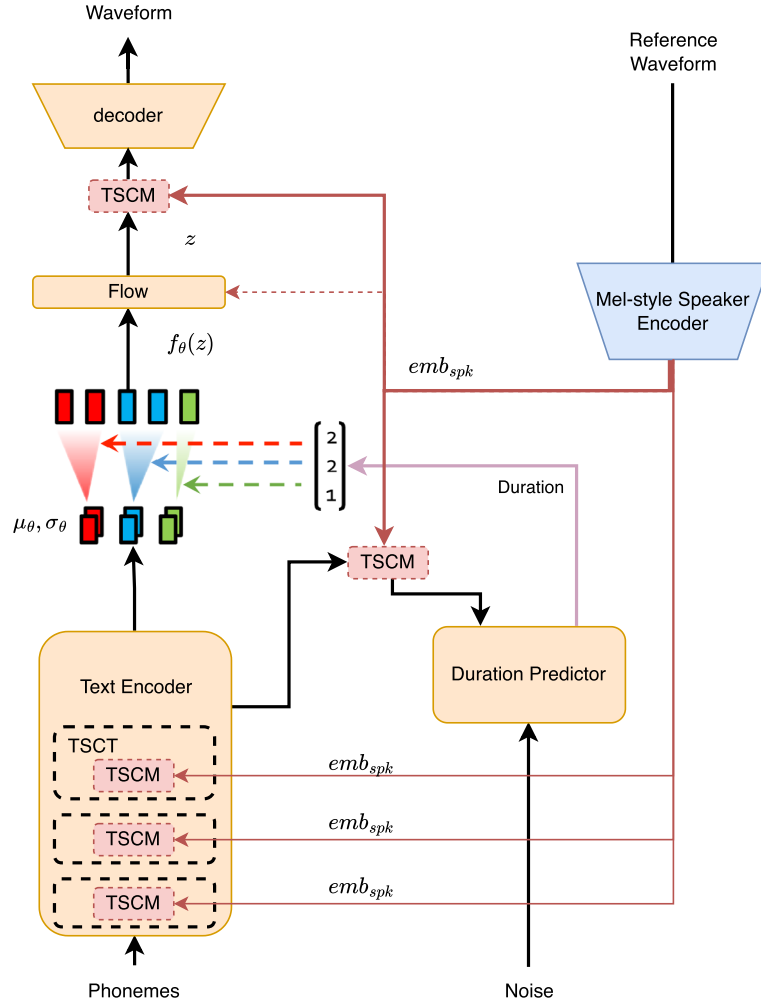 Waveform
Reference
Waveform
decoder
TSCM
z
Flow
Mel-style Speaker
Encoder
f_θ(z)
emb_spk
2
2
1
Duration
μ_θ, σ_θ
TSCM
Text Encoder
Duration Predictor
TSCT
TSCM
emb_spk
TSCM
emb_spk
TSCM
emb_spk
Phonemes
Noise